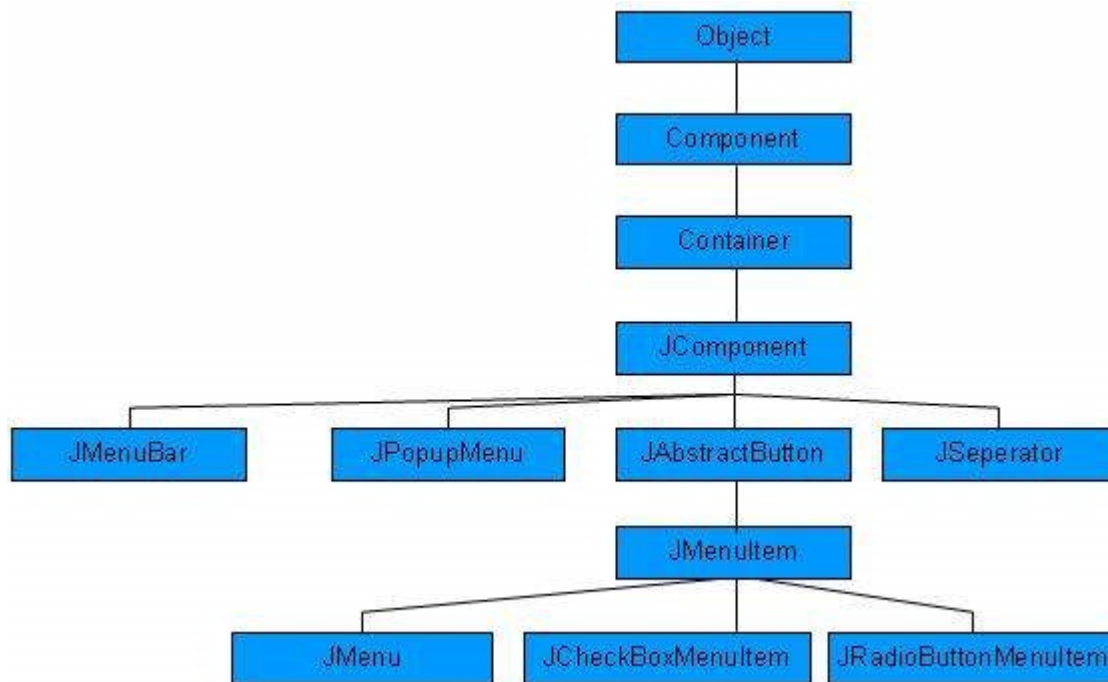 Object
Component
Container
JComponent
JMenuBar
JPopupMenu
JAbstractButton
JSeperator
JMenuItem
JMenu
JCheckBoxMenuItem
JRadioButtonMenuItem